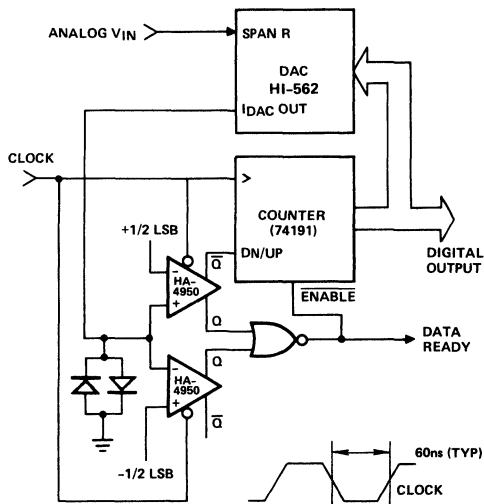 ANALOG VIN
SPAN R
DAC
HI-562
IDAC OUT
CLOCK
>
COUNTER
(74191)
DN/UP
ENABLE
DIGITAL
OUTPUT
+1/2 LSB
-
HA-
4950
+
Q
Q
DATA
READY
-
HA-
4950
+
Q
Q
-1/2 LSB
60ns (TYP)
CLOCK